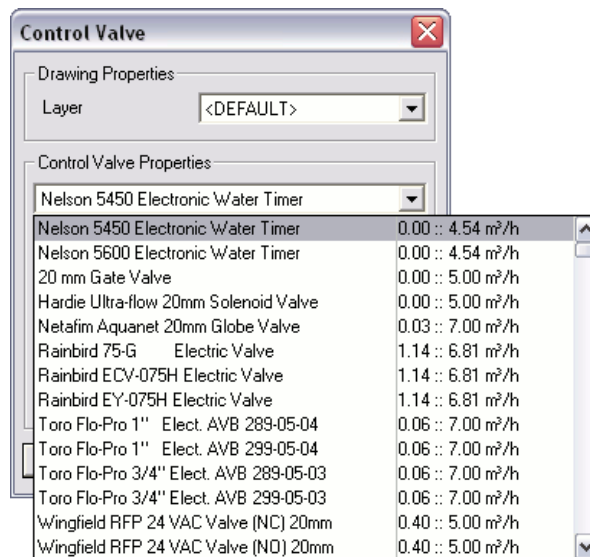 Control Valve
Drawing Properties
Layer <DEFAULT>
Control Valve Properties
Nelson 5450 Electronic Water Timer
Nelson 5450 Electronic Water Timer 0.00 :: 4.54 m³/h
Nelson 5600 Electronic Water Timer 0.00 :: 4.54 m³/h
20 mm Gate Valve 0.00 :: 5.00 m³/h
Hardie Ultra-flow 20mm Solenoid Valve 0.00 :: 5.00 m³/h
Netafim Aquanet 20mm Globe Valve 0.03 :: 7.00 m³/h
Rainbird 75-G Electric Valve 1.14 :: 6.81 m³/h
Rainbird ECV-075H Electric Valve 1.14 :: 6.81 m³/h
Rainbird EY-075H Electric Valve 1.14 :: 6.81 m³/h
Toro Flo-Pro 1'' Elect. AVB 289-05-04 0.06 :: 7.00 m³/h
Toro Flo-Pro 1'' Elect. AVB 299-05-04 0.06 :: 7.00 m³/h
Toro Flo-Pro 3/4'' Elect. AVB 289-05-03 0.06 :: 7.00 m³/h
Toro Flo-Pro 3/4'' Elect. AVB 299-05-03 0.06 :: 7.00 m³/h
Wingfield RFP 24 VAC Valve (NC) 20mm 0.40 :: 5.00 m³/h
Wingfield RFP 24 VAC Valve (NO) 20mm 0.40 :: 5.00 m³/h